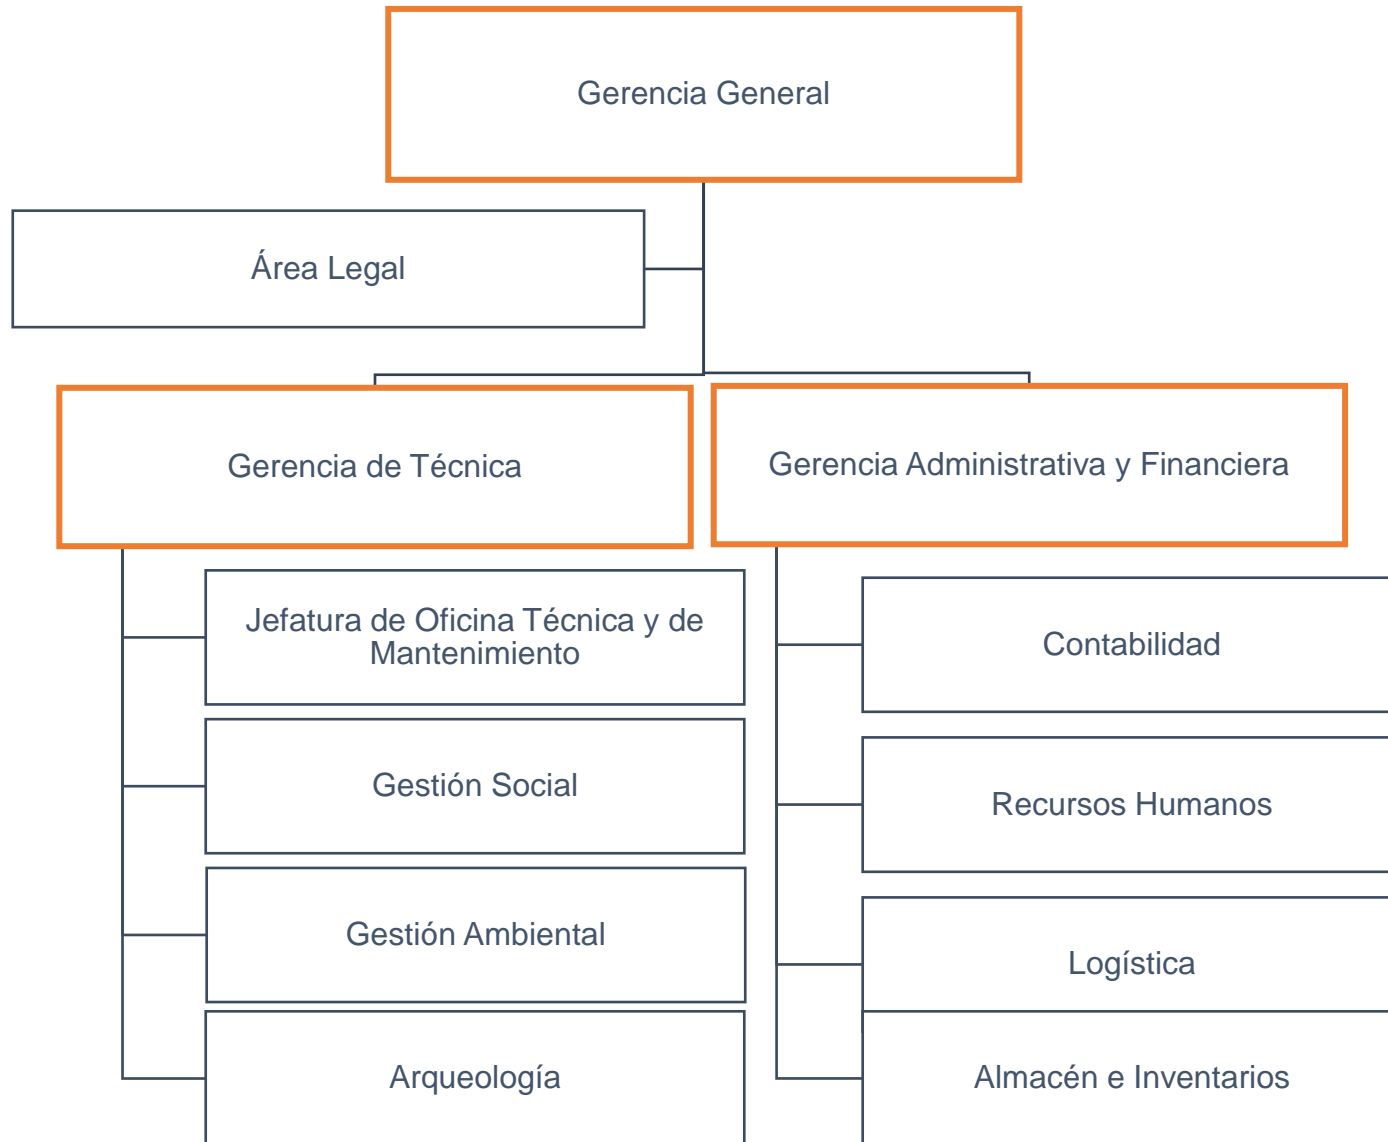 Gerencia General
Área Legal
Gerencia de Técnica
Gerencia Administrativa y Financiera
Jefatura de Oficina Técnica y de
Mantenimiento
Gestión Social
Gestión Ambiental
Arqueología
Contabilidad
Recursos Humanos
Logística
Almacén e Inventarios